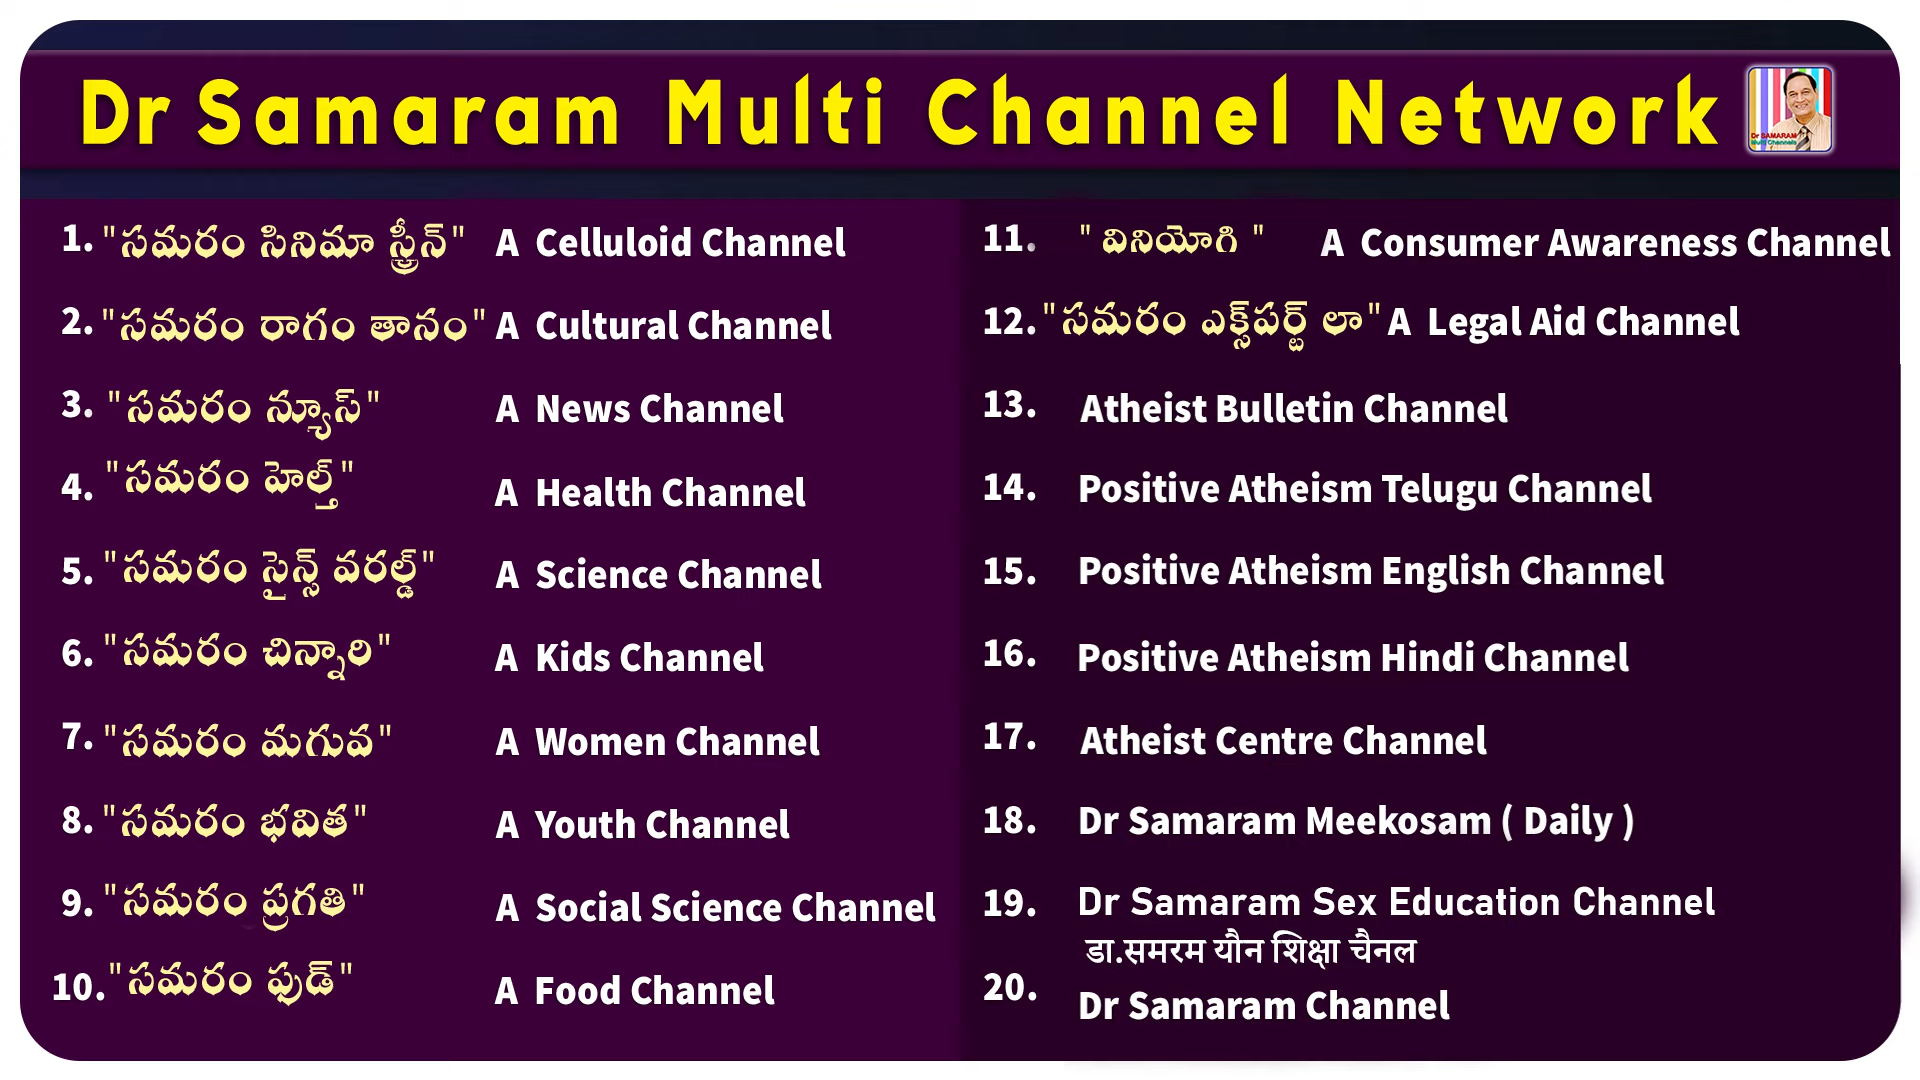 Dr Samaram Multi Channel Network
Dr SAMARAM
Multi Channels
1. "సమరం సినిమా స్క్రీన్" A Celluloid Channel
2. "సమరం రాగం తానం" A Cultural Channel
3. "సమరం న్యూస్" A News Channel
4. "సమరం హెల్త్" A Health Channel
5. "సమరం సైన్స్ వరల్డ్" A Science Channel
6. "సమరం చిన్నారి" A Kids Channel
7. "సమరం మగువ" A Women Channel
8. "సమరం భవిత" A Youth Channel
9. "సమరం ప్రగతి" A Social Science Channel
10. "సమరం ఫుడ్" A Food Channel
11. " వినియోగి " A Consumer Awareness Channel
12. "సమరం ఎక్స్‌పర్ట్ లా" A Legal Aid Channel
13. Atheist Bulletin Channel
14. Positive Atheism Telugu Channel
15. Positive Atheism English Channel
16. Positive Atheism Hindi Channel
17. Atheist Centre Channel
18. Dr Samaram Meekosam ( Daily )
19. Dr Samaram Sex Education Channel
डा.समरम यौन शिक्षा चैनल
20. Dr Samaram Channel